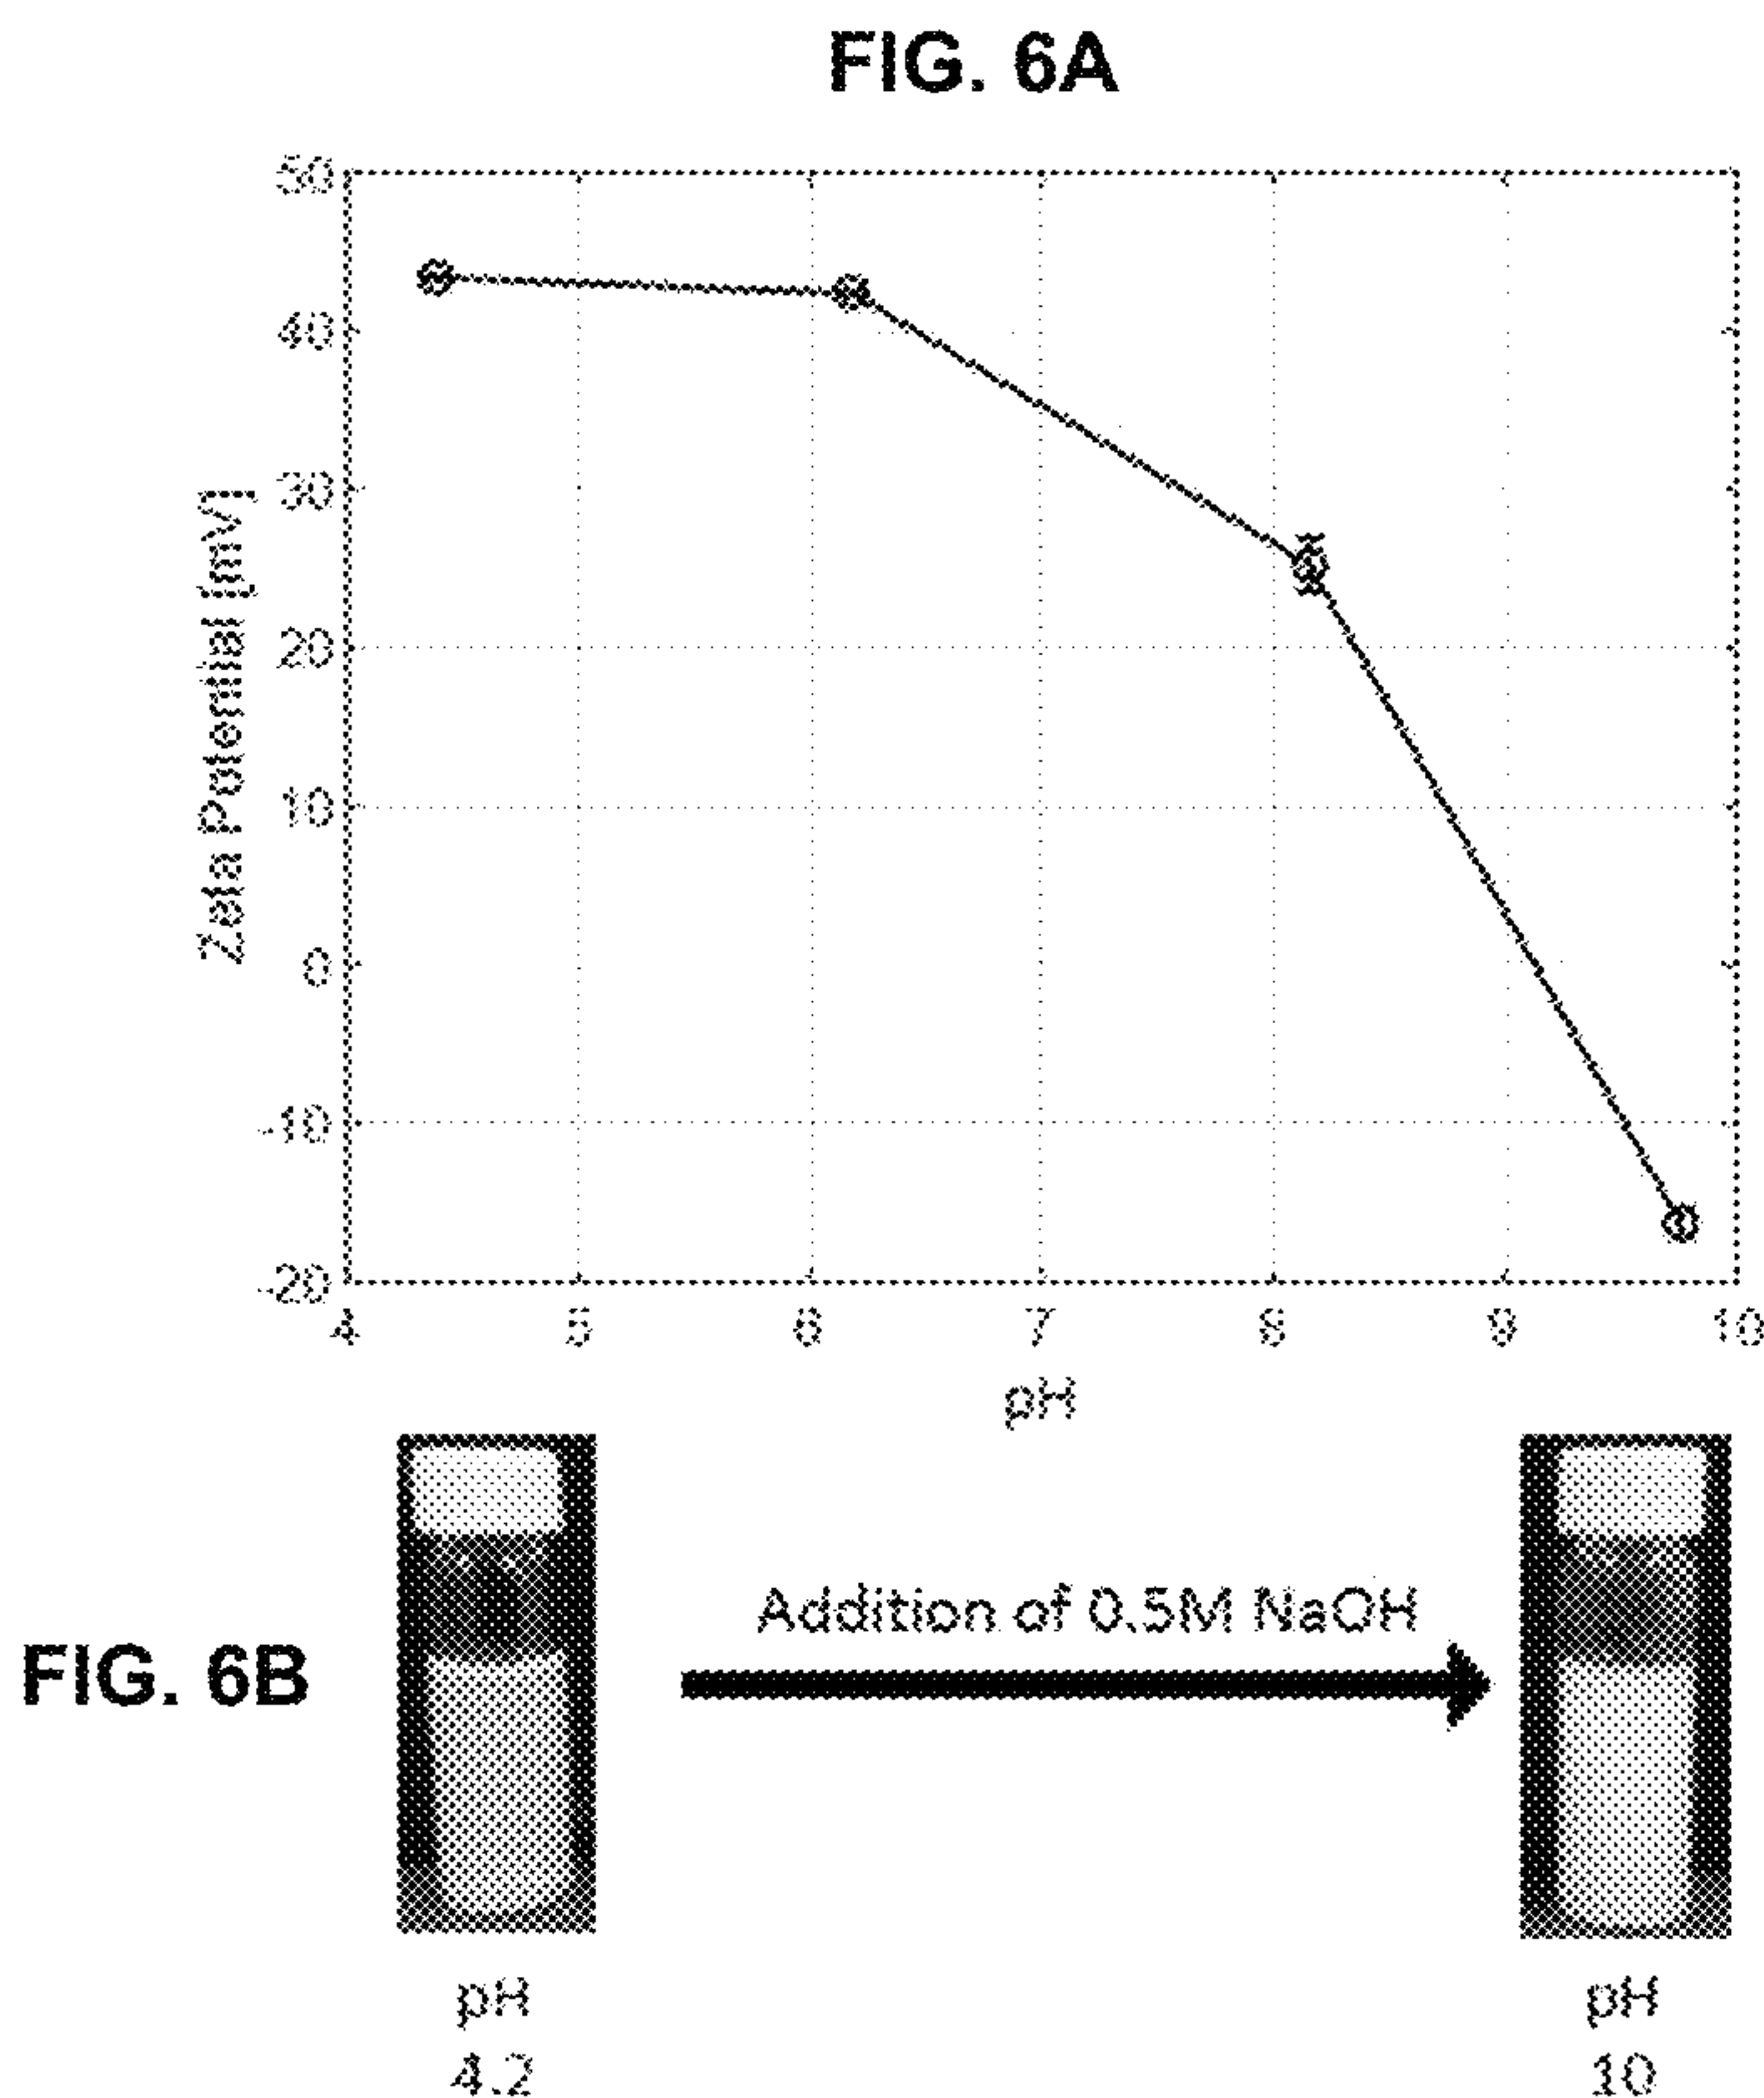 FIG. 6A
50
40
30
20
10
0
-10
-20
Zeta Potential [mV]
4 5 6 7 8 9 10
pH
FIG. 6B
Addition of 0.5M NaOH
pH
4.2
pH
10